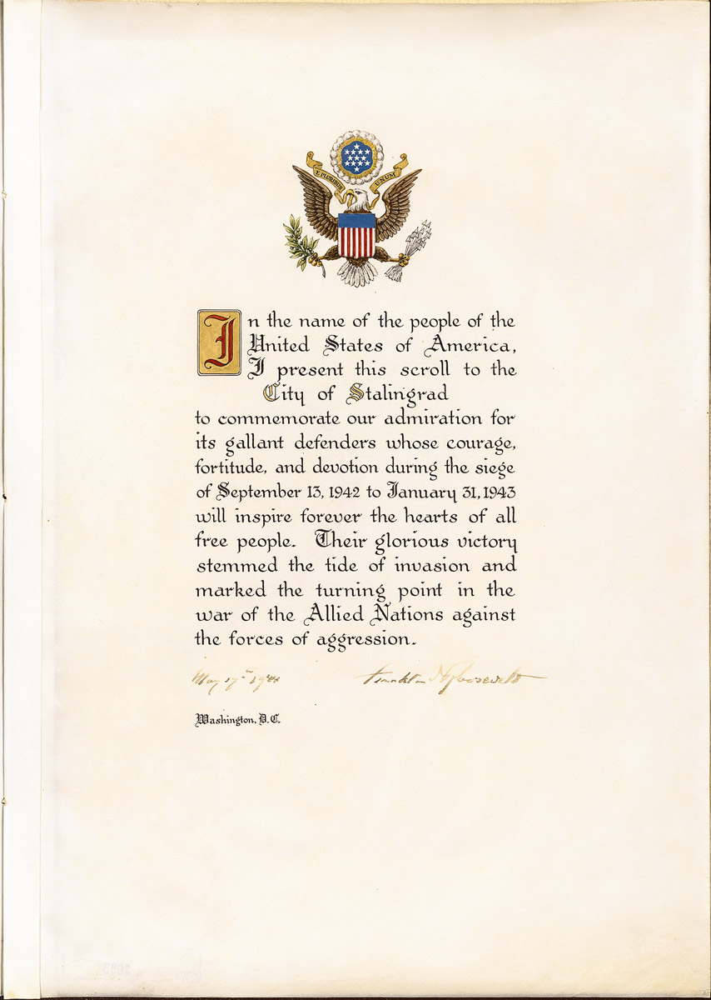 E PLURIBUS UNUM
In the name of the people of the
United States of America,
I present this scroll to the
City of Stalingrad
to commemorate our admiration for
its gallant defenders whose courage,
fortitude, and devotion during the siege
of September 13, 1942 to January 31, 1943
will inspire forever the hearts of all
free people. Their glorious victory
stemmed the tide of invasion and
marked the turning point in the
war of the Allied Nations against
the forces of aggression.
May 17th 1944 Franklin D Roosevelt
Washington, D.C.